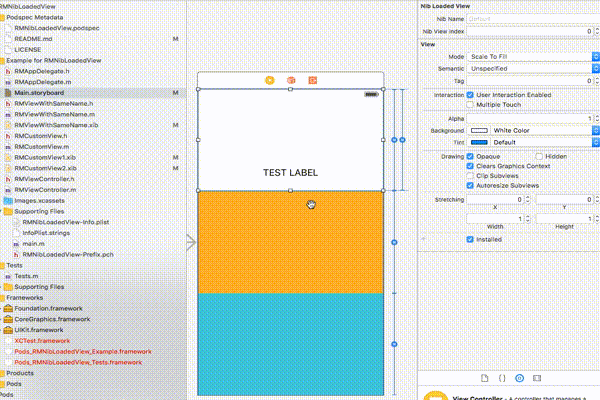 RMNibLoadedView
Podspec Metadata
RMNibLoadedView.podspec
README.md M
LICENSE
Example for RMNibLoadedView
RMAppDelegate.h
RMAppDelegate.m
Main.storyboard M
RMViewWithSameName.h
RMViewWithSameName.m
RMViewWithSameName.xib M
RMCustomView.h
RMCustomView.m
RMCustomView1.xib M
RMCustomView2.xib M
RMViewController.h
RMViewController.m
Images.xcassets
Supporting Files
RMNibLoadedView-Info.plist
InfoPlist.strings
main.m
RMNibLoadedView-Prefix.pch
Tests
Tests.m
Supporting Files
Frameworks
Foundation.framework
CoreGraphics.framework
UIKit.framework
XCTest.framework
Pods_RMNibLoadedView_Example.framework
Pods_RMNibLoadedView_Tests.framework
Products
Pods
Pods
TEST LABEL
Nib Loaded View
Nib Name Default
Nib View Index 0
View
Mode Scale To Fill
Semantic Unspecified
Tag 0
Interaction User Interaction Enabled
Multiple Touch
Alpha 1
Background White Color
Tint Default
Drawing Opaque Hidden
Clears Graphics Context
Clip Subviews
Autoresize Subviews
Stretching 0 0
X Y
1 1
Width Height
+ Installed
View Controller - A controller that manages a